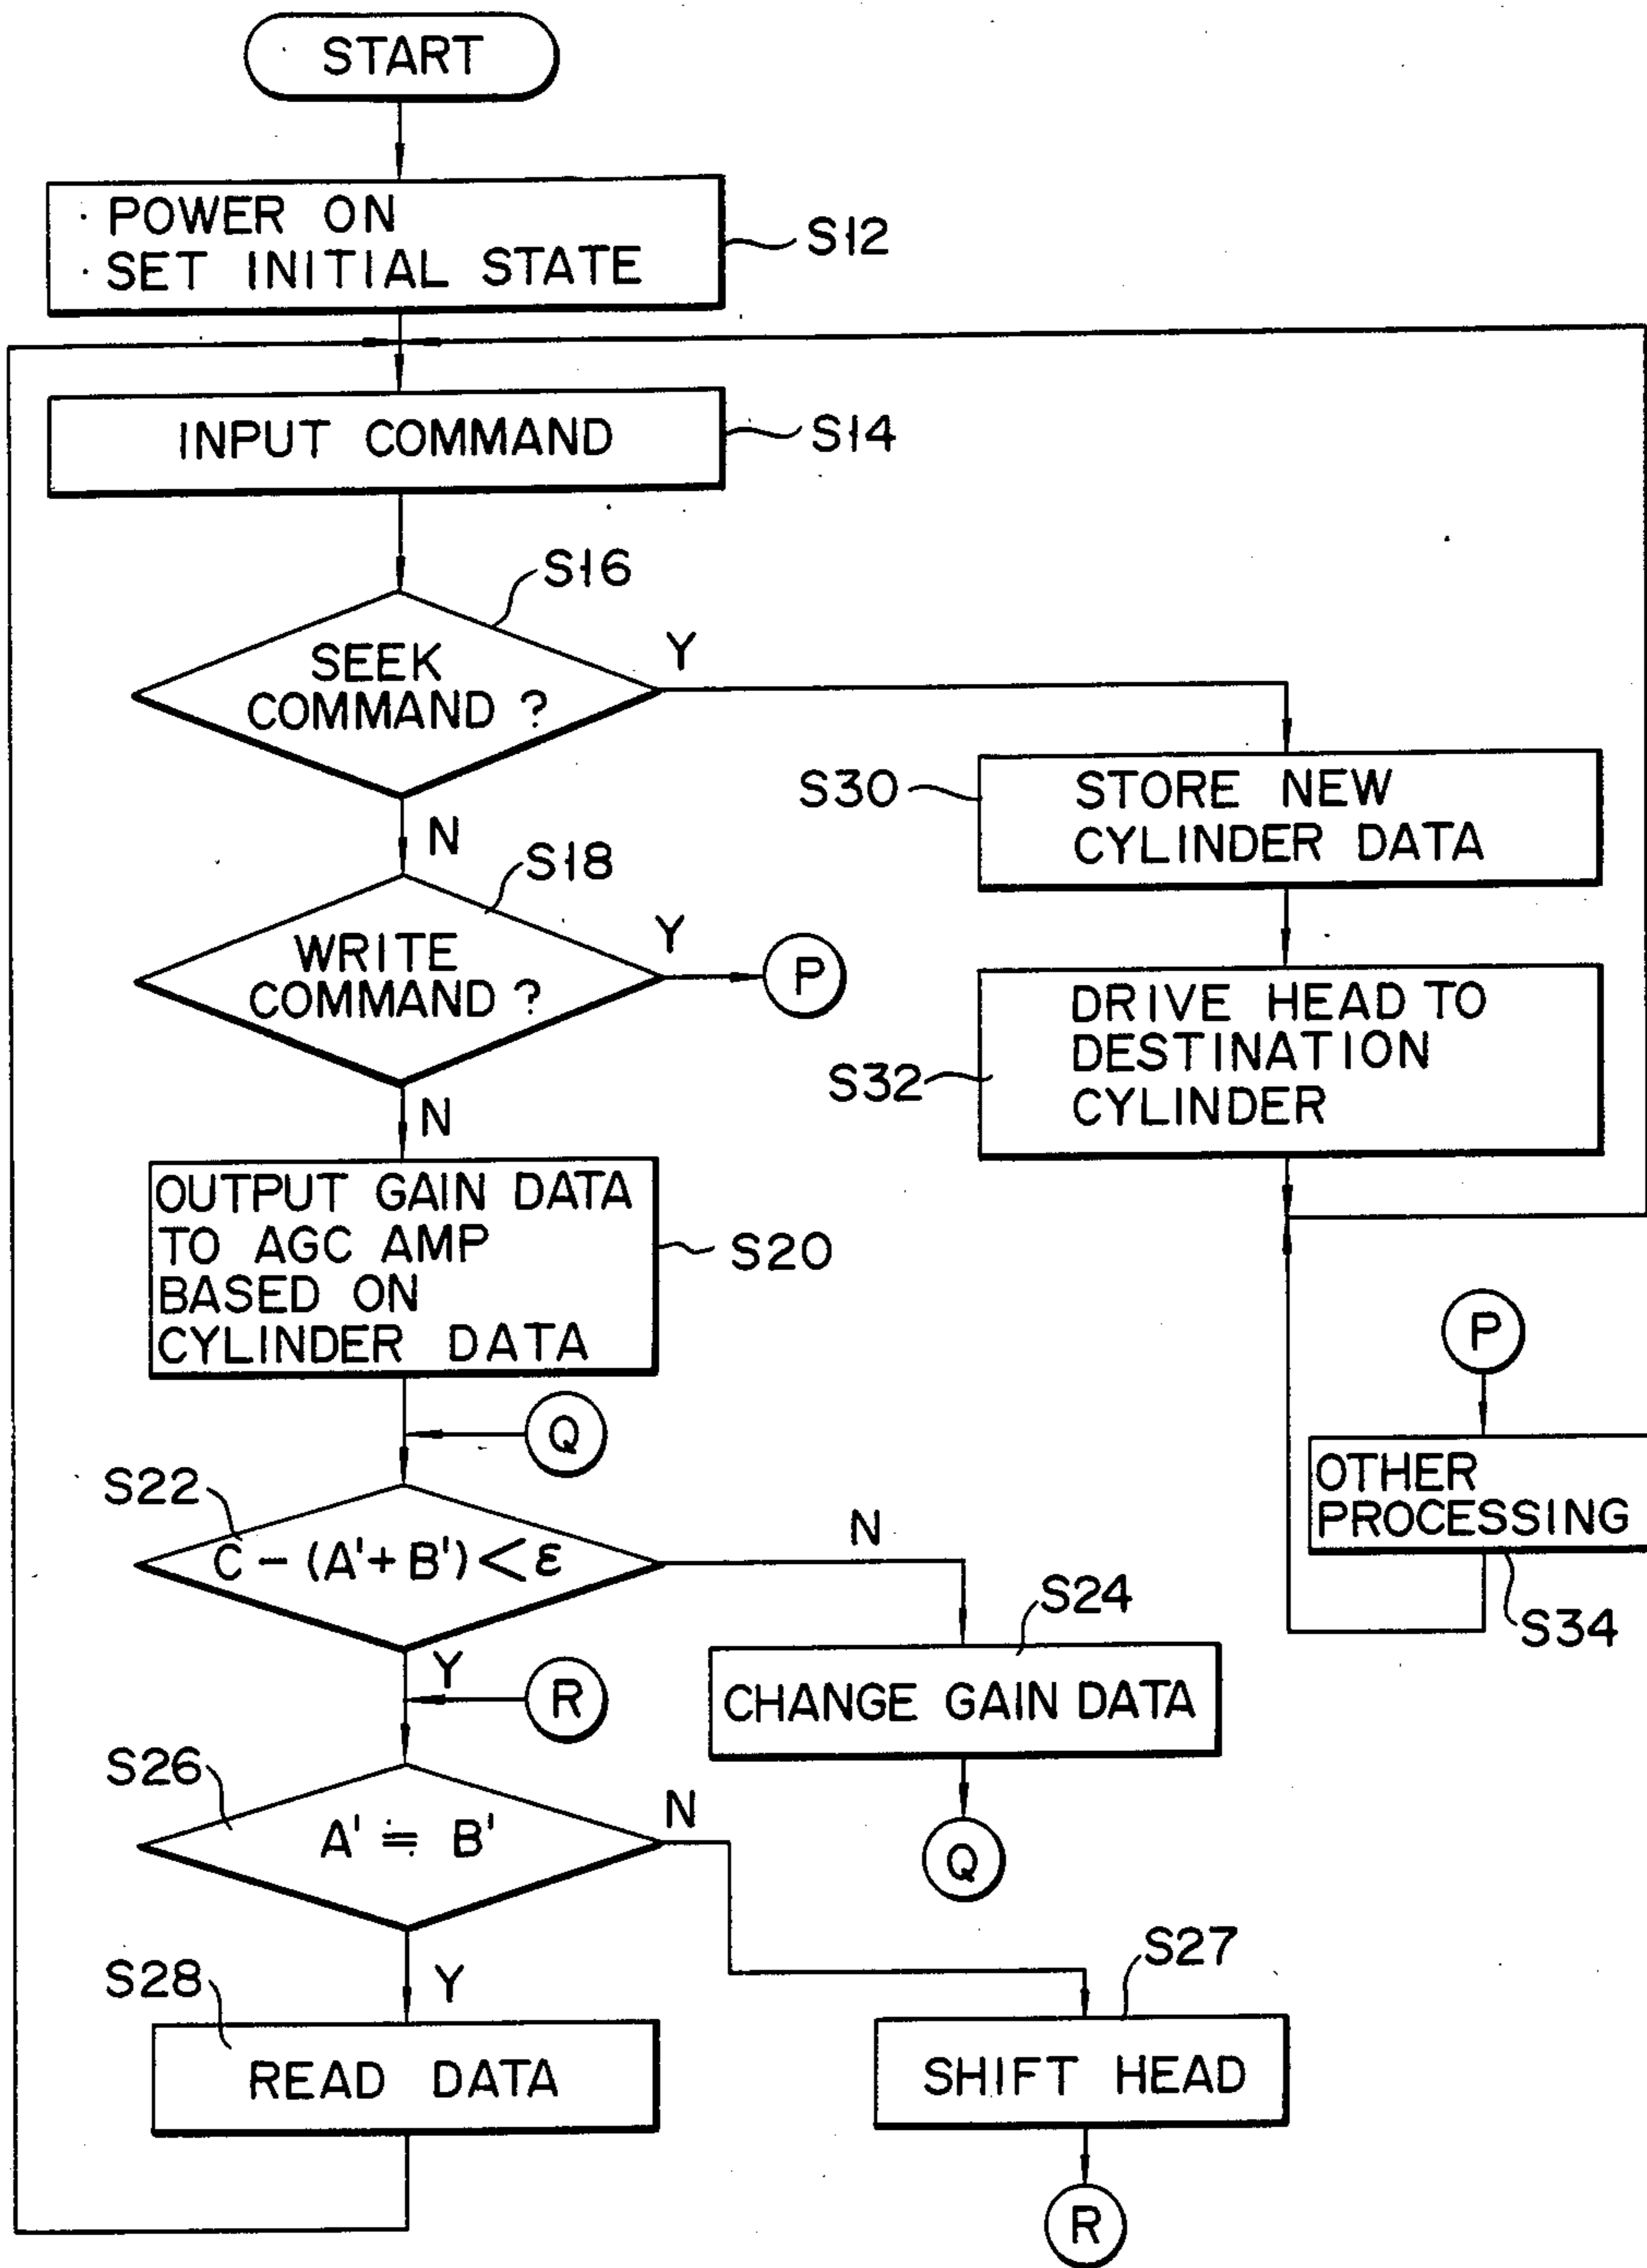 START
· POWER ON
· SET INITIAL STATE
S12
INPUT COMMAND
S14
S16
SEEK
COMMAND ?
Y
N
S30
STORE NEW
CYLINDER DATA
S18
WRITE
COMMAND ?
Y
P
N
S32
DRIVE HEAD TO
DESTINATION
CYLINDER
OUTPUT GAIN DATA
TO AGC AMP
BASED ON
CYLINDER DATA
S20
P
Q
OTHER
PROCESSING
S34
S22
C - (A'+B') < ε
N
Y
S24
CHANGE GAIN DATA
Q
R
S26
A' ≒ B'
N
Y
S27
SHIFT HEAD
R
S28
READ DATA